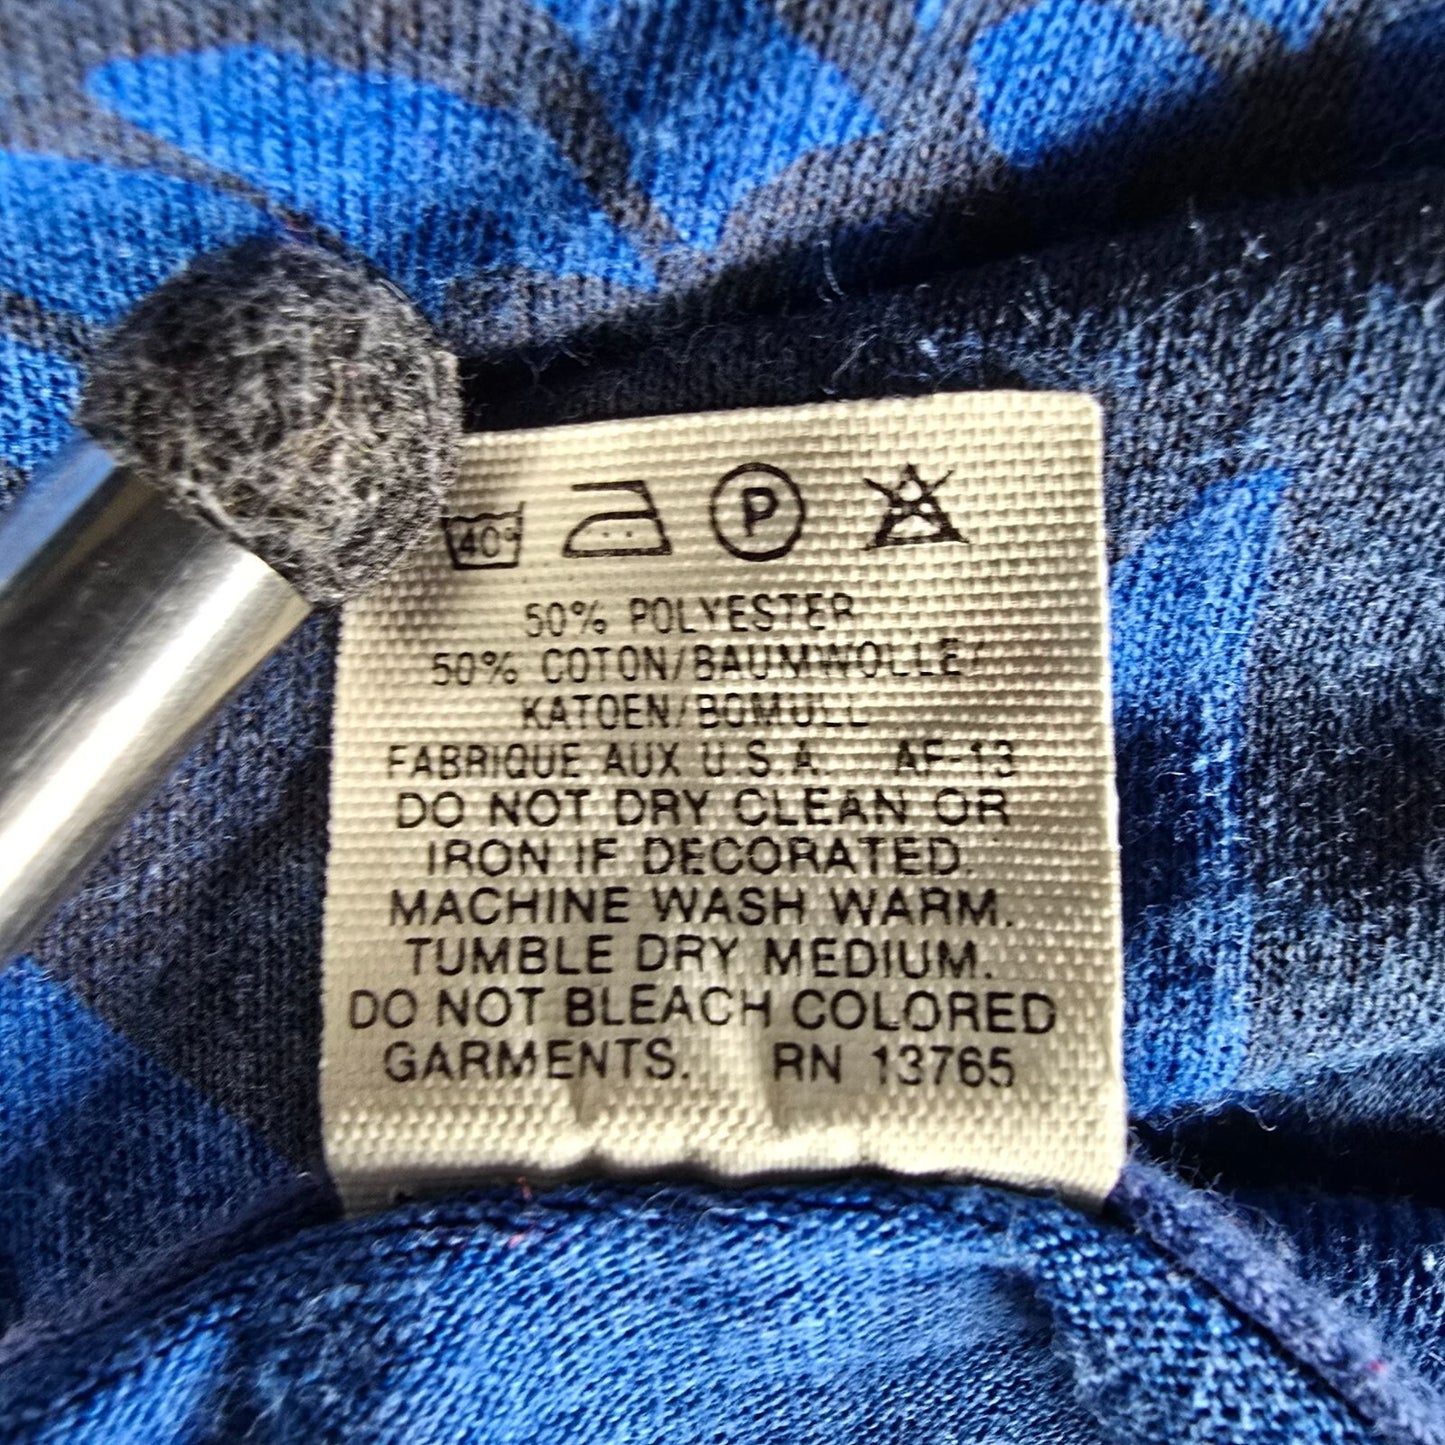 40°
P
50% POLYESTER
50% COTON/BAUMWOLLE/
KATOEN/BOMULL
FABRIQUE AUX U.S.A. AF-13
DO NOT DRY CLEAN OR
IRON IF DECORATED.
MACHINE WASH WARM.
TUMBLE DRY MEDIUM.
DO NOT BLEACH COLORED
GARMENTS. RN 13765